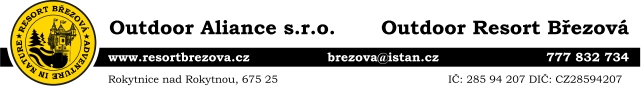 RESORT BŘEZOVÁ
ADVENTURE IN NATURE
Outdoor Aliance s.r.o. Outdoor Resort Březová
www.resortbrezova.cz brezova@istan.cz 777 832 734
Rokytnice nad Rokytnou, 675 25 IČ: 285 94 207 DIČ: CZ28594207